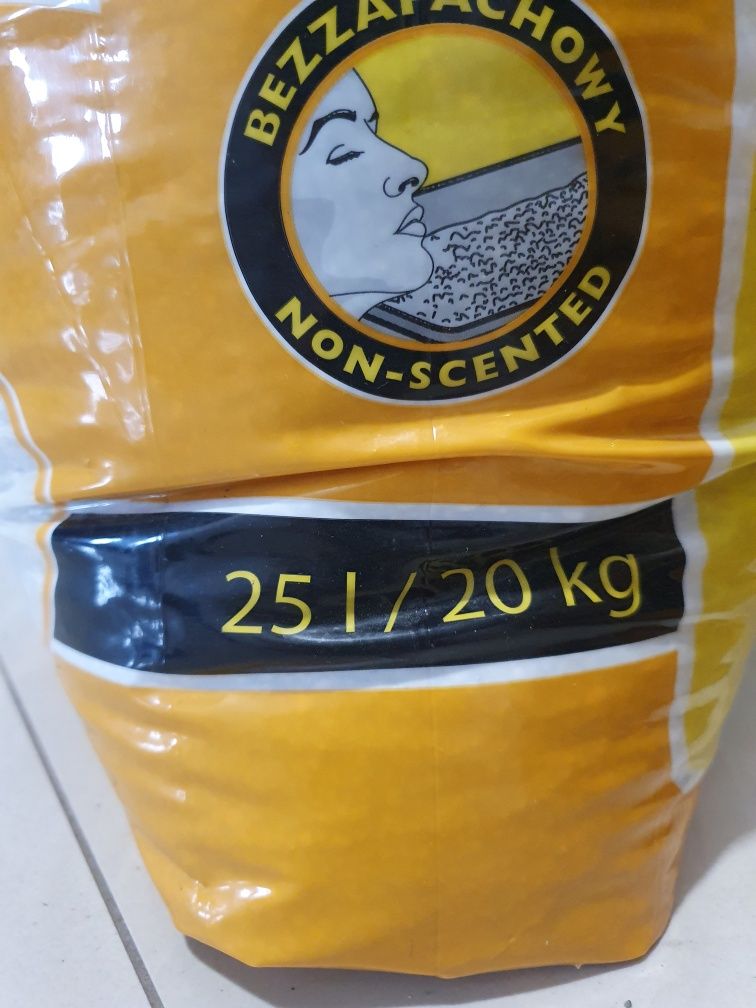 BEZZAPACHOWY
NON-SCENTED
25 l / 20 kg